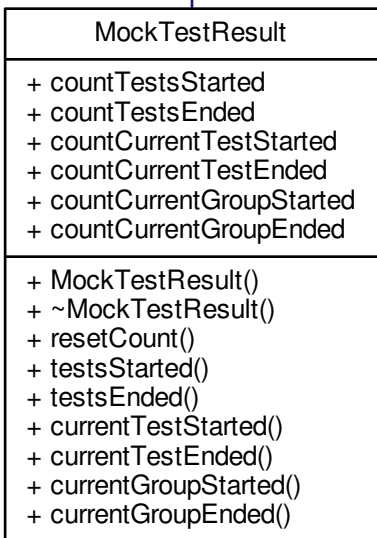 MockTestResult
+ countTestsStarted
+ countTestsEnded
+ countCurrentTestStarted
+ countCurrentTestEnded
+ countCurrentGroupStarted
+ countCurrentGroupEnded
+ MockTestResult()
+ ~MockTestResult()
+ resetCount()
+ testsStarted()
+ testsEnded()
+ currentTestStarted()
+ currentTestEnded()
+ currentGroupStarted()
+ currentGroupEnded()